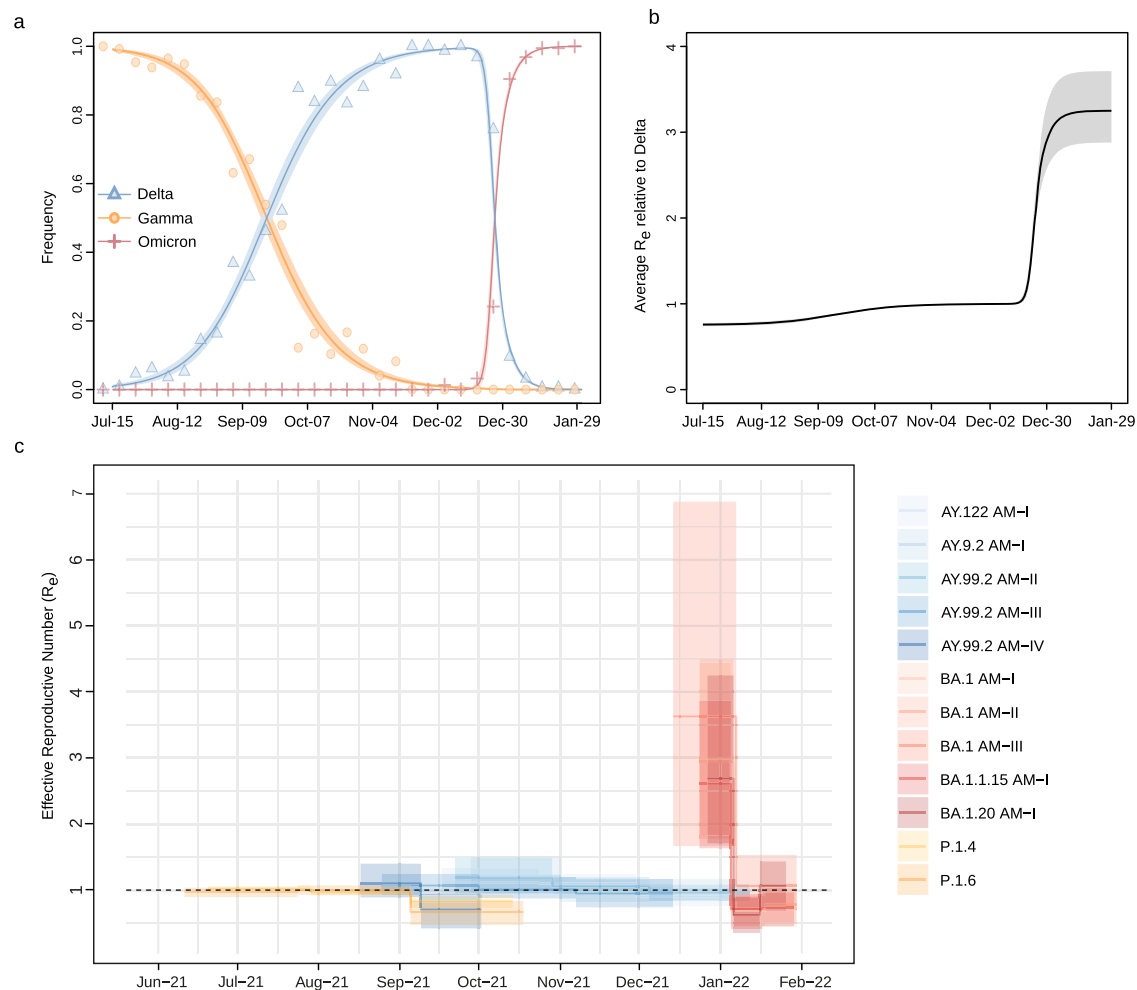 a
Frequency
1.0
0.8
0.6
0.4
0.2
0.0
Delta
Gamma
Omicron
Jul-15
Aug-12
Sep-09
Oct-07
Nov-04
Dec-02
Dec-30
Jan-29
b
Average Re relative to Delta
4
3
2
1
0
Jul-15
Aug-12
Sep-09
Oct-07
Nov-04
Dec-02
Dec-30
Jan-29
c
Effective Reproductive Number (Re)
7
6
5
4
3
2
1
Jun−21
Jul−21
Aug−21
Sep−21
Oct−21
Nov−21
Dec−21
Jan−22
Feb−22
AY.122 AM−I
AY.9.2 AM−I
AY.99.2 AM−II
AY.99.2 AM−III
AY.99.2 AM−IV
BA.1 AM−I
BA.1 AM−II
BA.1 AM−III
BA.1.1.15 AM−I
BA.1.20 AM−I
P.1.4
P.1.6